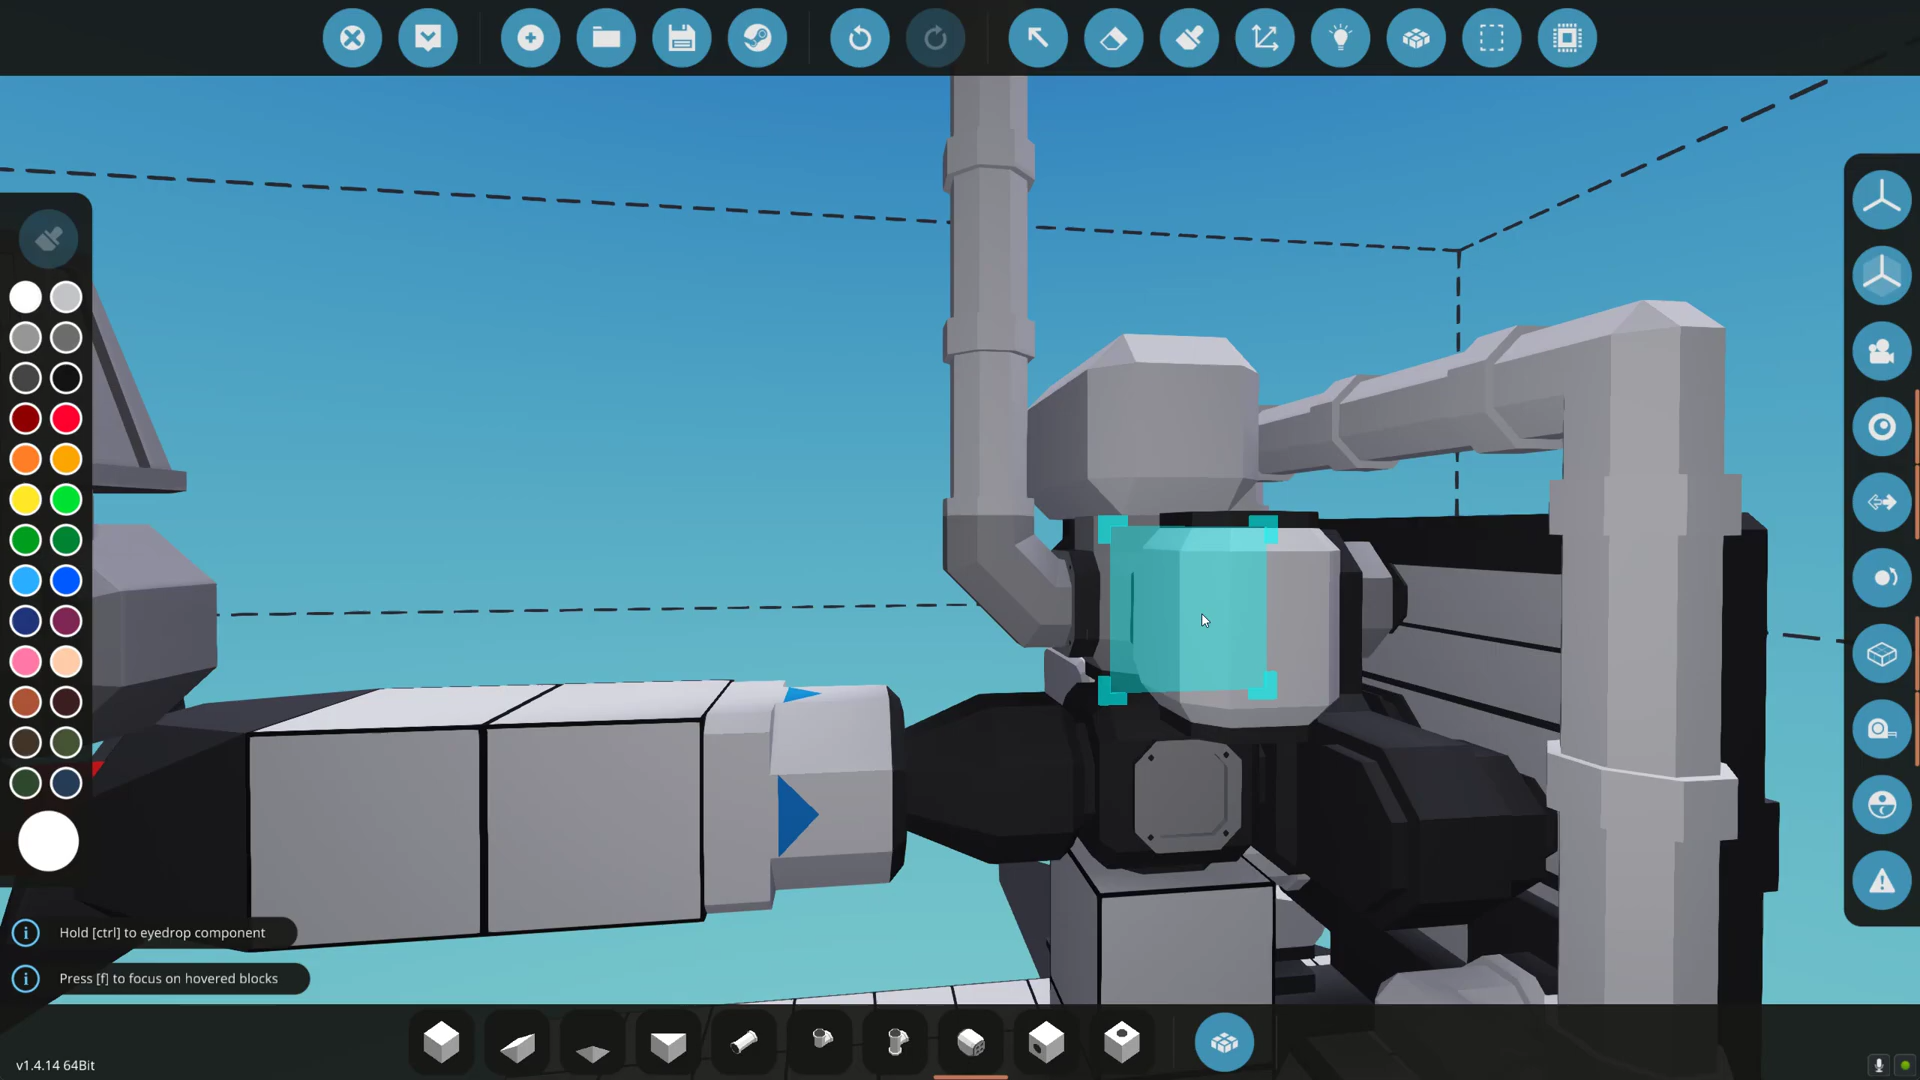 Hold [ctrl] to eyedrop component
Press [f] to focus on hovered blocks
v1.4.14 64Bit